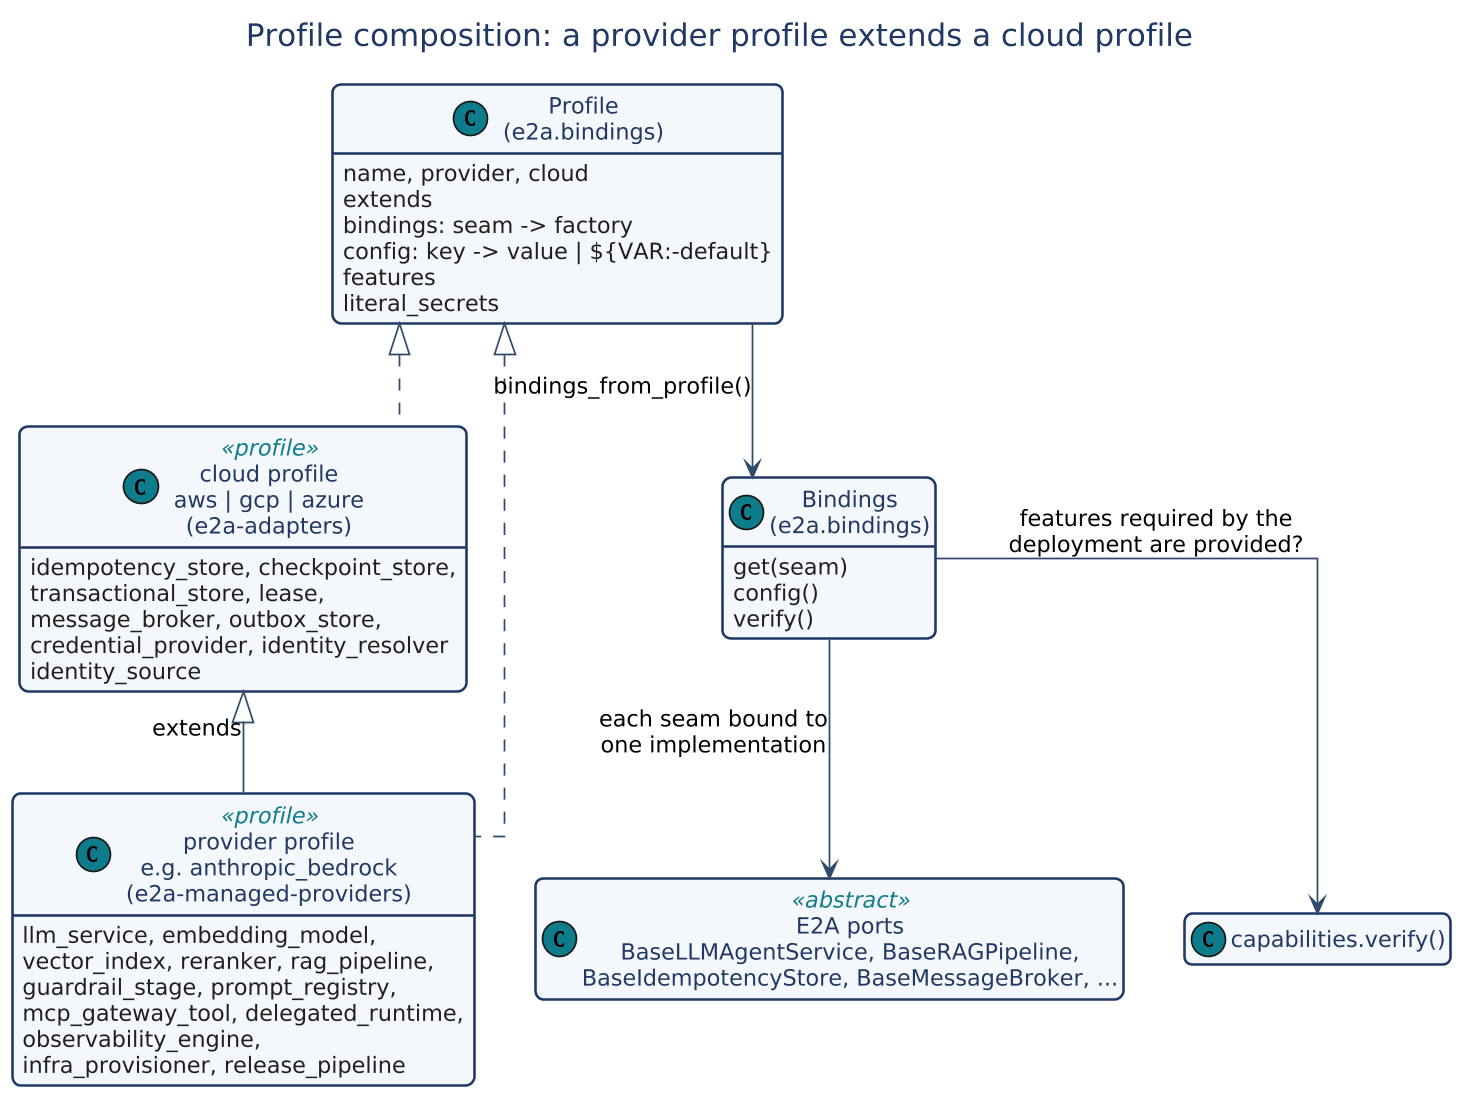 Profile composition: a provider profile extends a cloud profile
C
Profile
(e2a.bindings)
name, provider, cloud
extends
bindings: seam -> factory
config: key -> value | ${VAR:-default}
features
literal_secrets
bindings_from_profile()
«profile»
C
cloud profile
aws | gcp | azure
(e2a-adapters)
idempotency_store, checkpoint_store,
transactional_store, lease,
message_broker, outbox_store,
credential_provider, identity_resolver
identity_source
C
Bindings
(e2a.bindings)
get(seam)
config()
verify()
features required by the
deployment are provided?
extends
each seam bound to
one implementation
«profile»
C
provider profile
e.g. anthropic_bedrock
(e2a-managed-providers)
llm_service, embedding_model,
vector_index, reranker, rag_pipeline,
guardrail_stage, prompt_registry,
mcp_gateway_tool, delegated_runtime,
observability_engine,
infra_provisioner, release_pipeline
«abstract»
C
E2A ports
BaseLLMAgentService, BaseRAGPipeline,
BaseIdempotencyStore, BaseMessageBroker, ...
C
capabilities.verify()